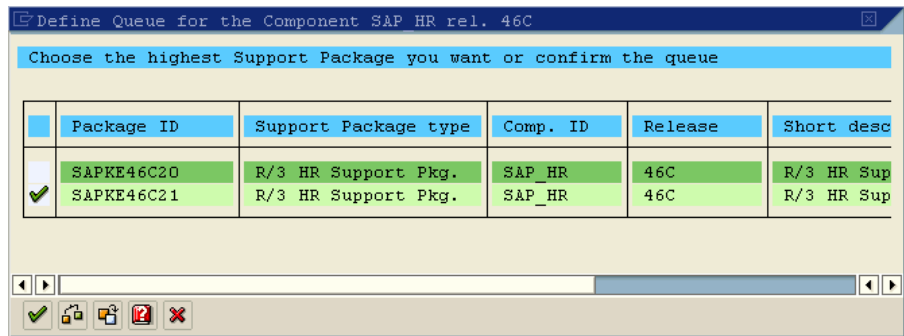 Define Queue for the Component SAP_HR rel. 46C
Choose the highest Support Package you want or confirm the queue
Package ID Support Package type Comp. ID Release Short desc
SAPKE46C20 R/3 HR Support Pkg. SAP_HR 46C R/3 HR Sup
SAPKE46C21 R/3 HR Support Pkg. SAP_HR 46C R/3 HR Sup